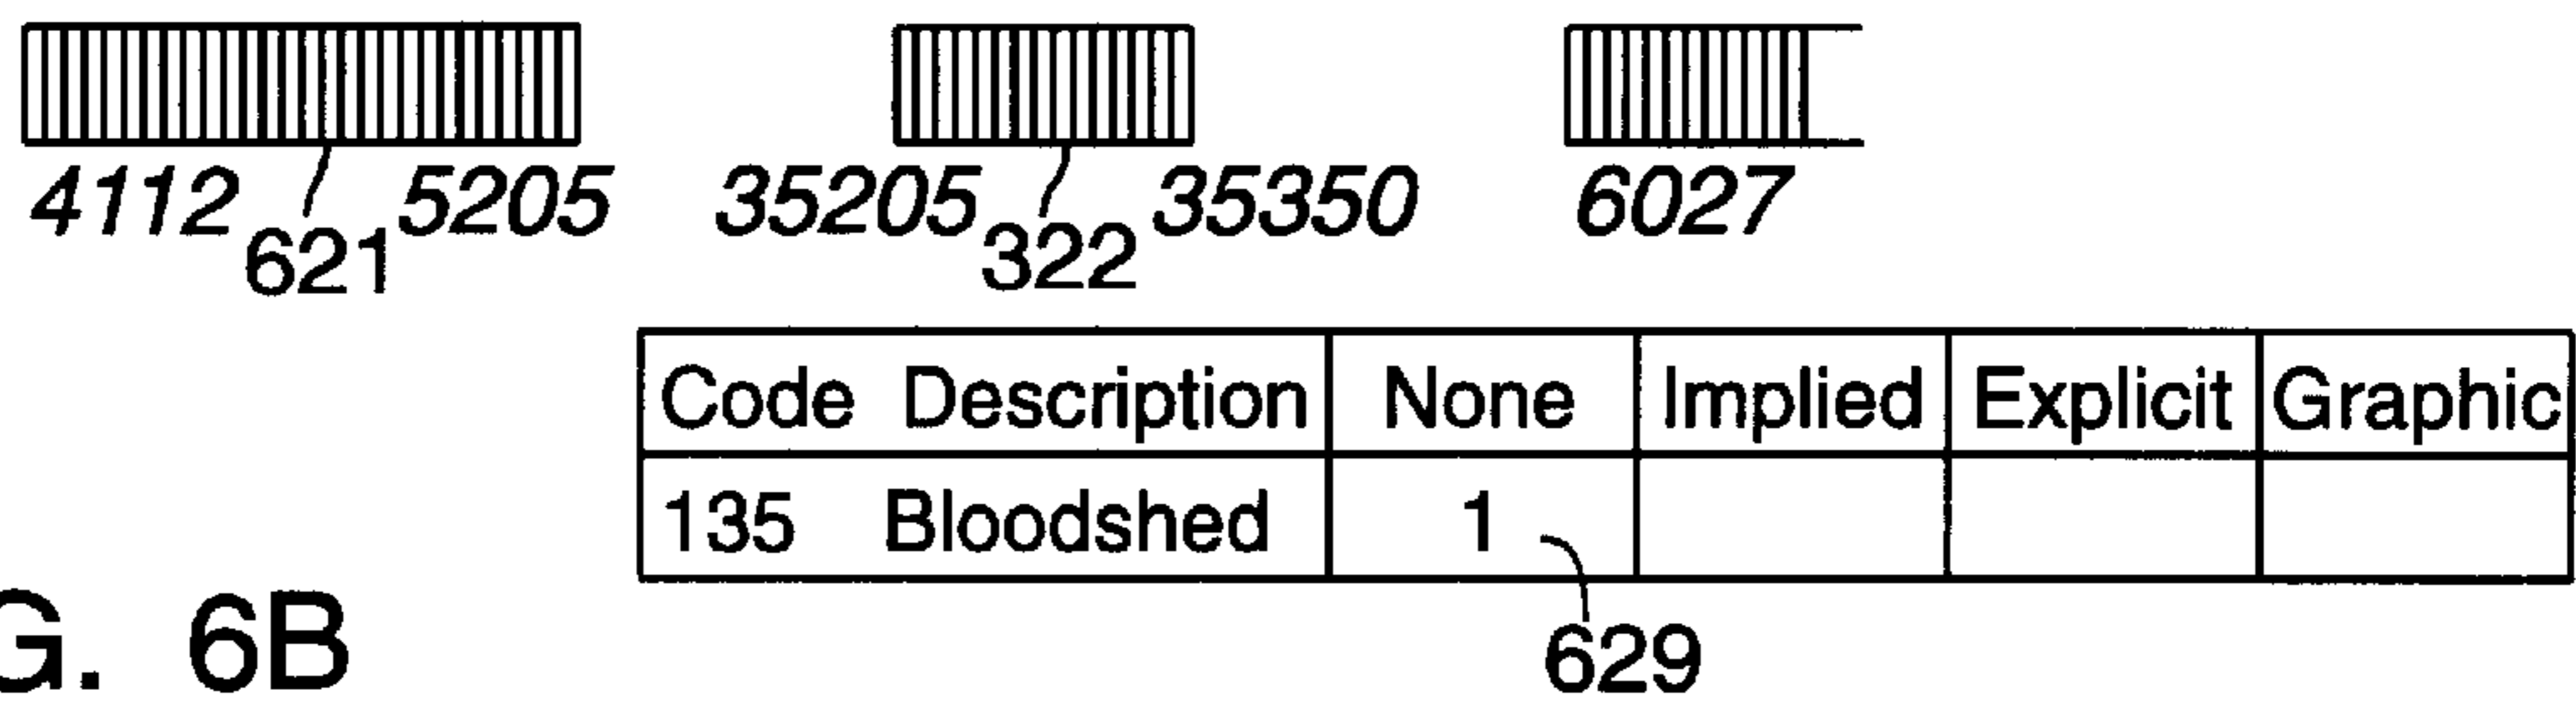 4112 621 5205 35205 322 35350 6027
Code Description None Implied Explicit Graphic
135 Bloodshed 1
629
G. 6B